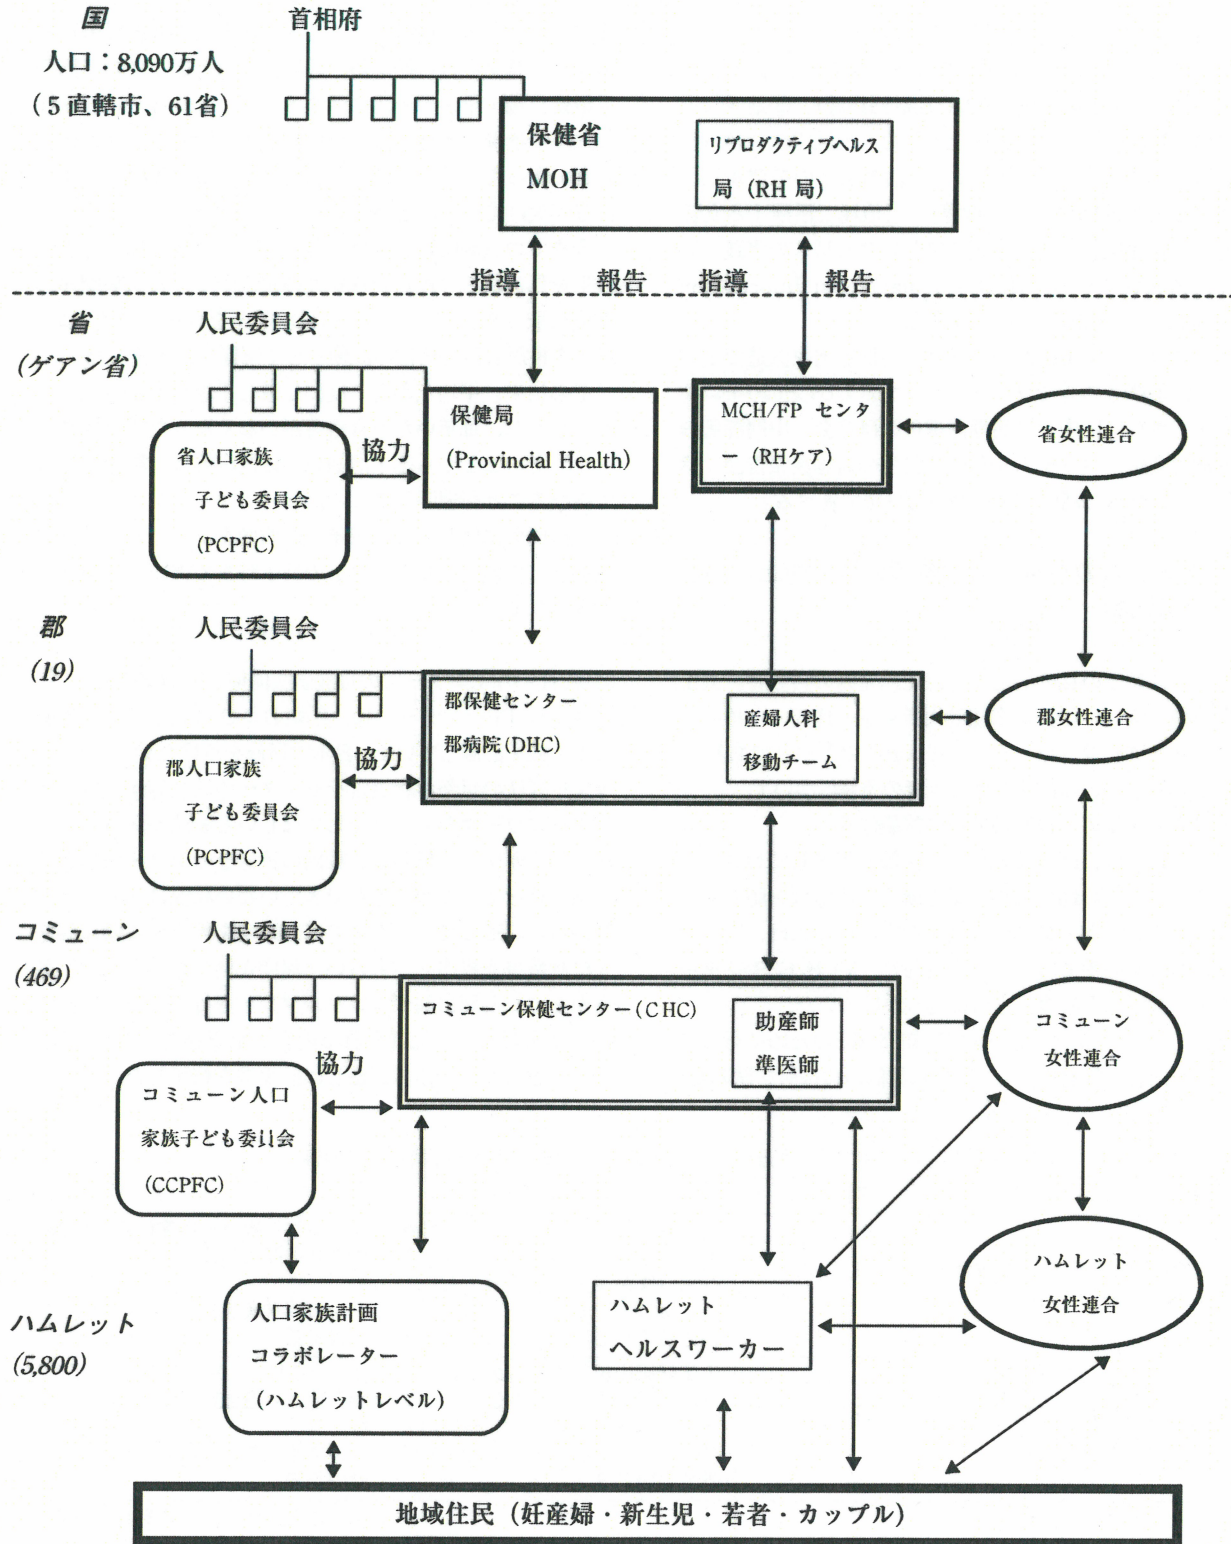 国
首相府
人口：8,090万人
(５直轄市、61省)
保健省
MOH
リプロダクティブヘルス
局（RH 局）
指導
報告
指導
報告
省
(ゲアン省)
人民委員会
保健局
(Provincial Health)
MCH/FP センタ
ー（RHケア）
省女性連合
省人口家族
子ども委員会
(PCPFC)
協力
郡
(19)
人民委員会
郡保健センター
郡病院(DHC)
産婦人科
移動チーム
郡女性連合
郡人口家族
子ども委員会
(PCPFC)
協力
コミューン
(469)
人民委員会
コミューン保健センター(CHC)
助産師
準医師
コミューン
女性連合
協力
コミューン人口
家族子ども委員会
(CCPFC)
ハムレット
(5,800)
人口家族計画
コラボレーター
(ハムレットレベル)
ハムレット
ヘルスワーカー
ハムレット
女性連合
地域住民（妊産婦・新生児・若者・カップル）